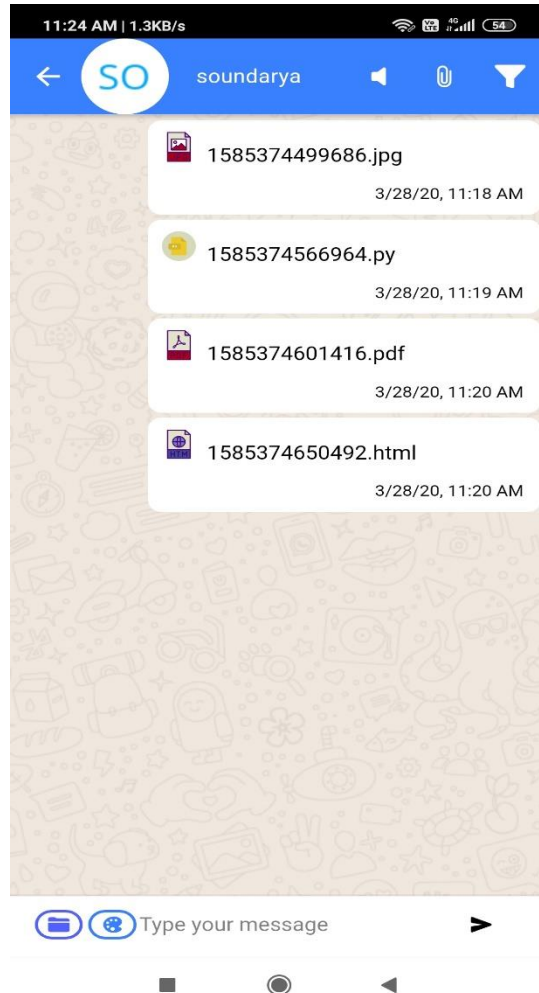 11:24 AM | 1.3KB/s 4G 54
SO soundarya
1585374499686.jpg
3/28/20, 11:18 AM
1585374566964.py
3/28/20, 11:19 AM
1585374601416.pdf
3/28/20, 11:20 AM
HTM
1585374650492.html
3/28/20, 11:20 AM
Type your message